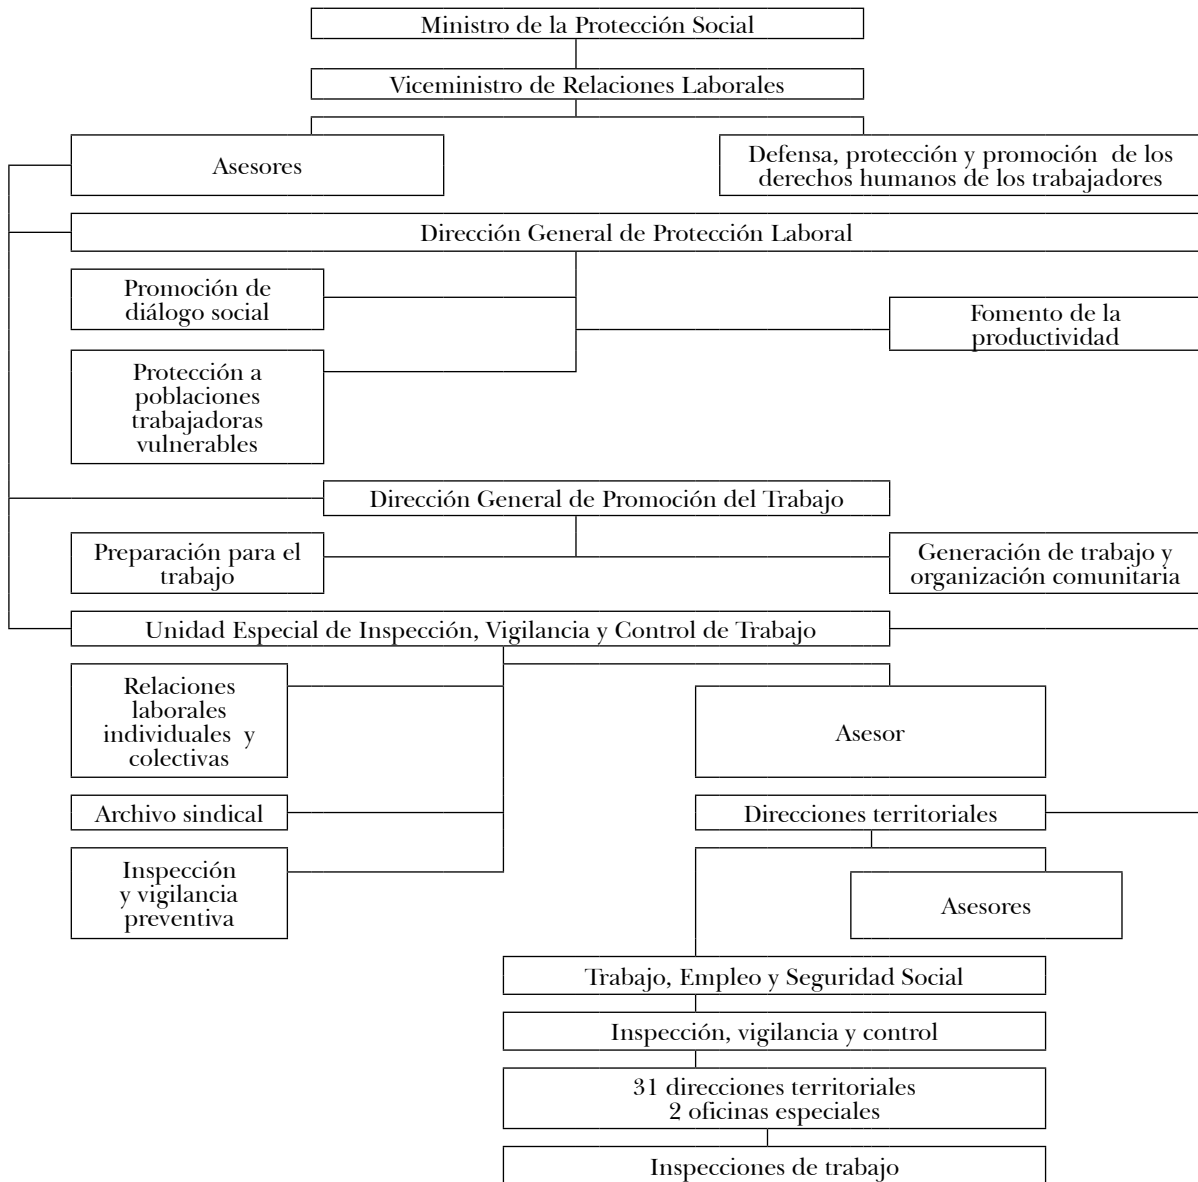 Ministro de la Protección Social
Viceministro de Relaciones Laborales
Asesores
Defensa, protección y promoción de los
derechos humanos de los trabajadores
Dirección General de Protección Laboral
Promoción de
diálogo social
Fomento de la
productividad
Protección a
poblaciones
trabajadoras
vulnerables
Dirección General de Promoción del Trabajo
Preparación para el
trabajo
Generación de trabajo y
organización comunitaria
Unidad Especial de Inspección, Vigilancia y Control de Trabajo
Relaciones
laborales
individuales y
colectivas
Asesor
Archivo sindical
Direcciones territoriales
Inspección
y vigilancia
preventiva
Asesores
Trabajo, Empleo y Seguridad Social
Inspección, vigilancia y control
31 direcciones territoriales
2 oficinas especiales
Inspecciones de trabajo